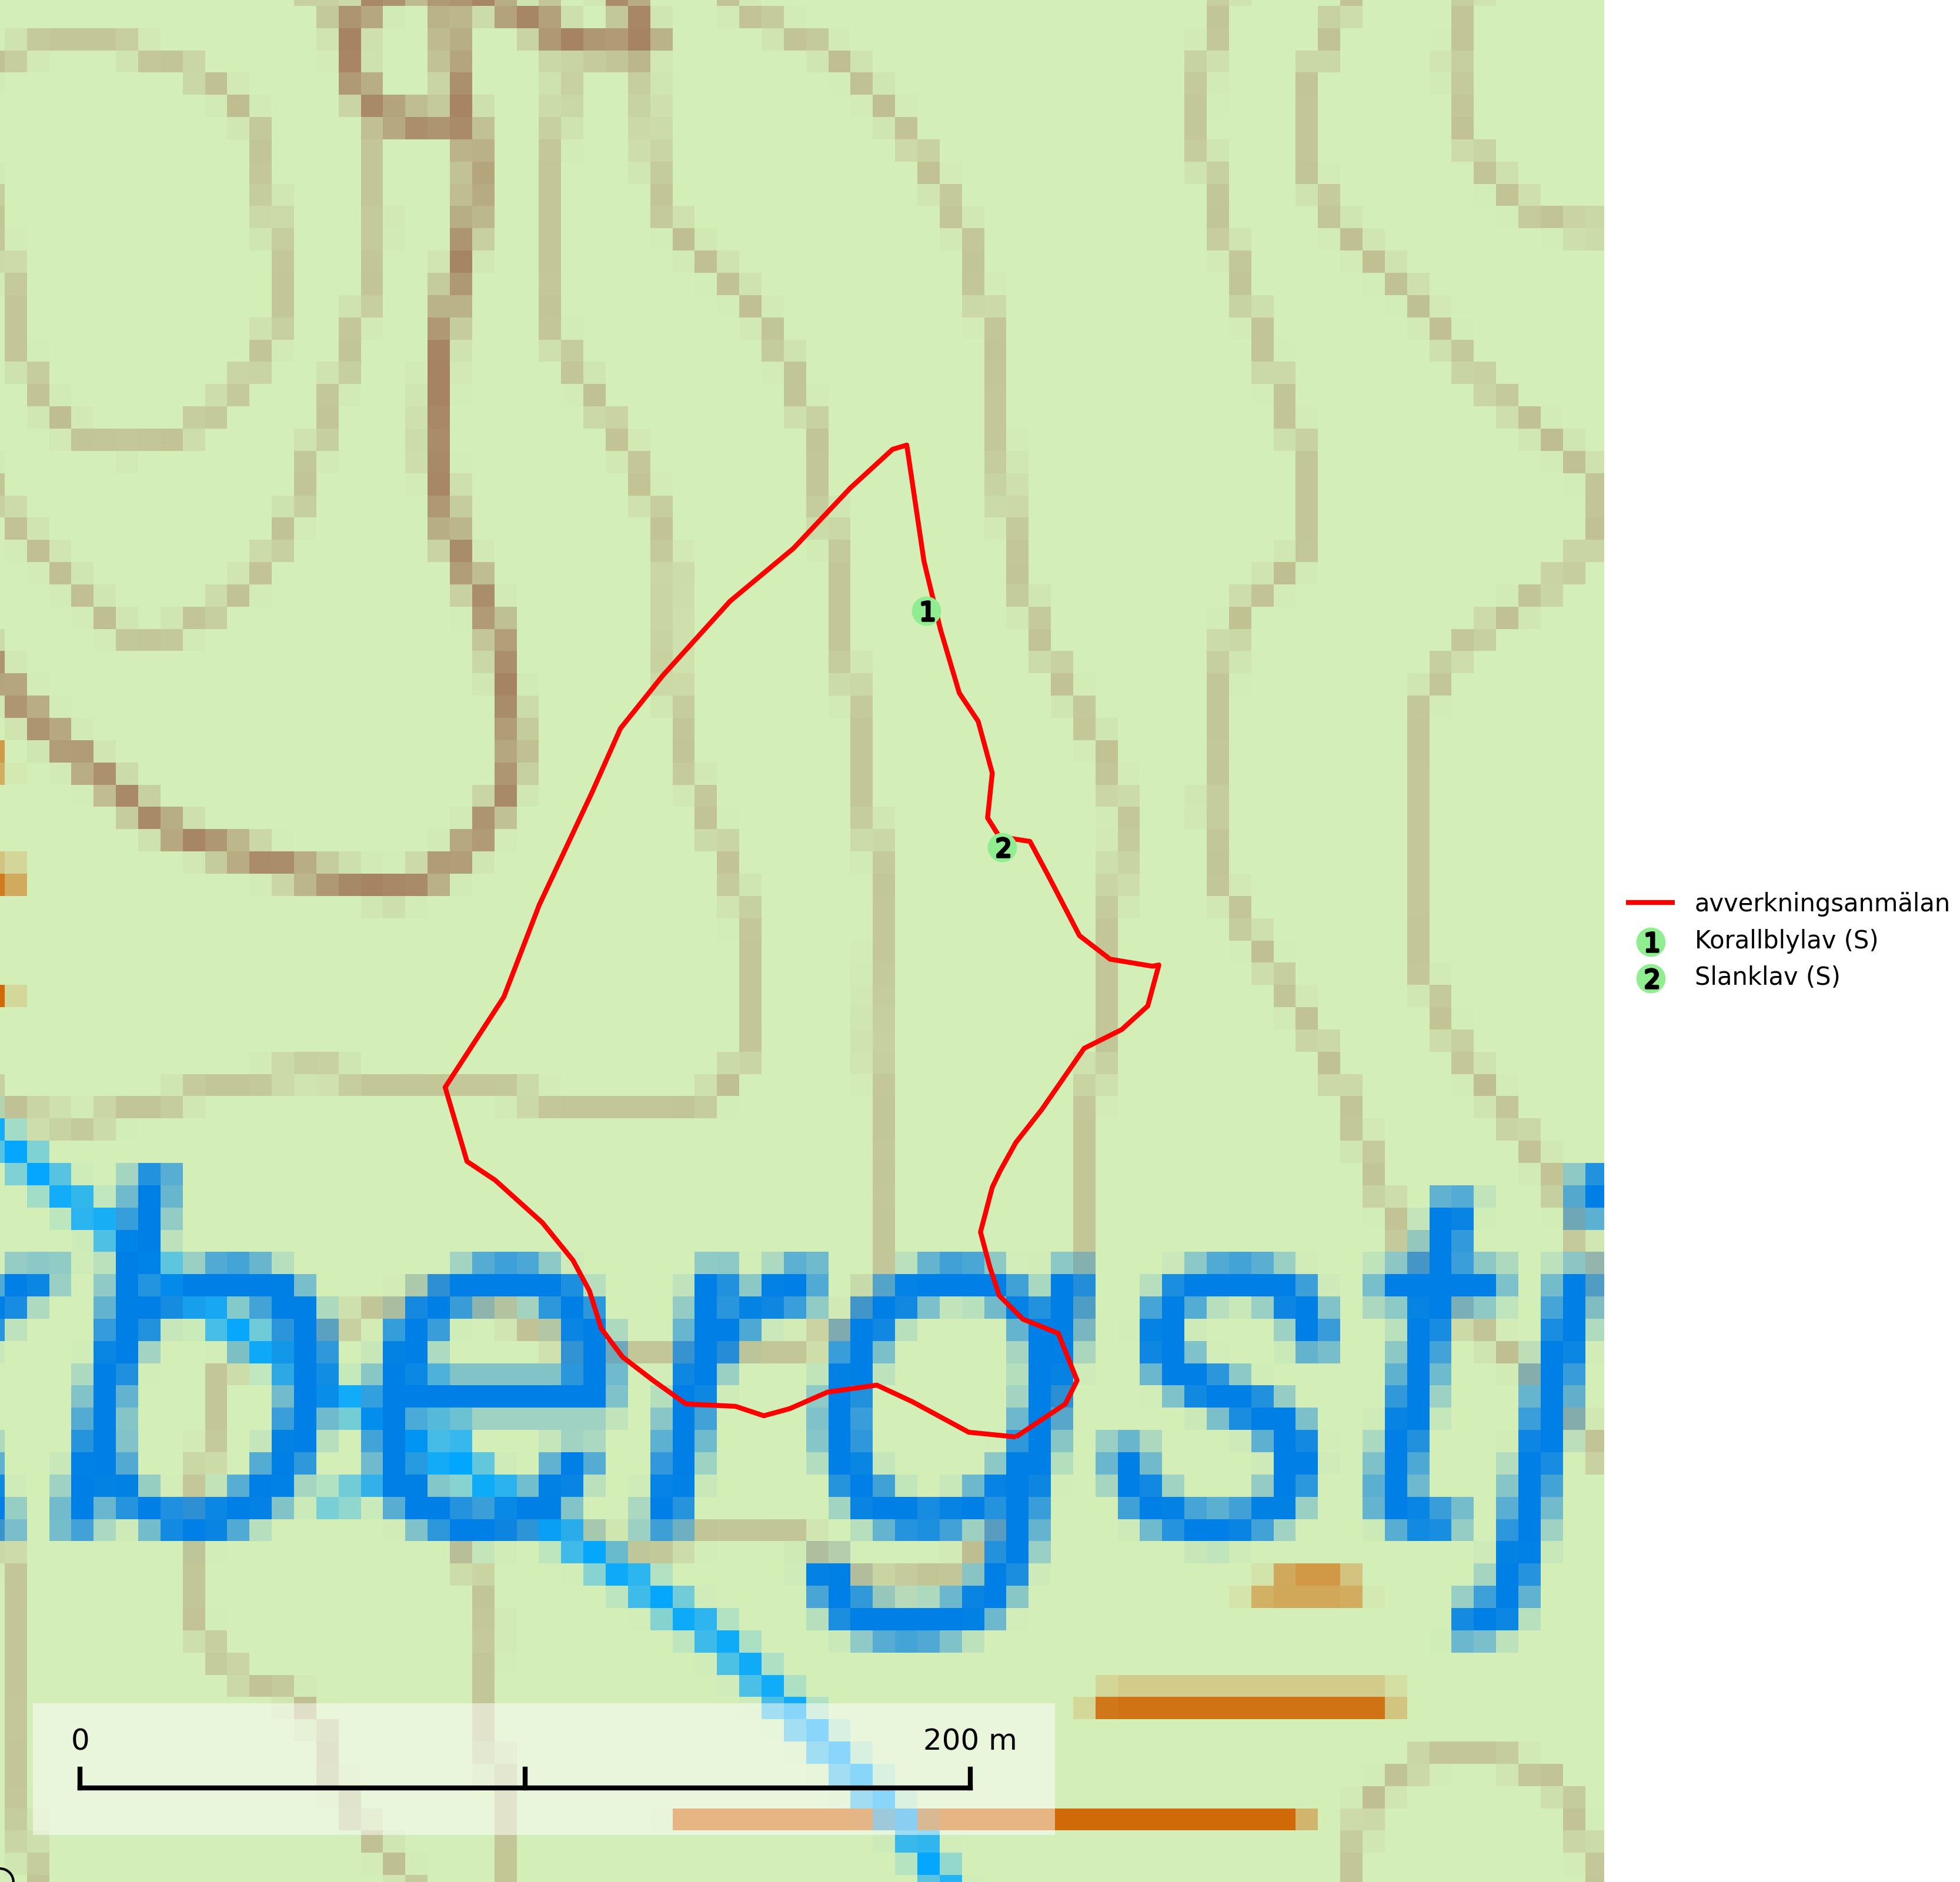 1
2
bergsty
0
200 m
avverkningsanmälan
1 Korallblylav (S)
2 Slanklav (S)